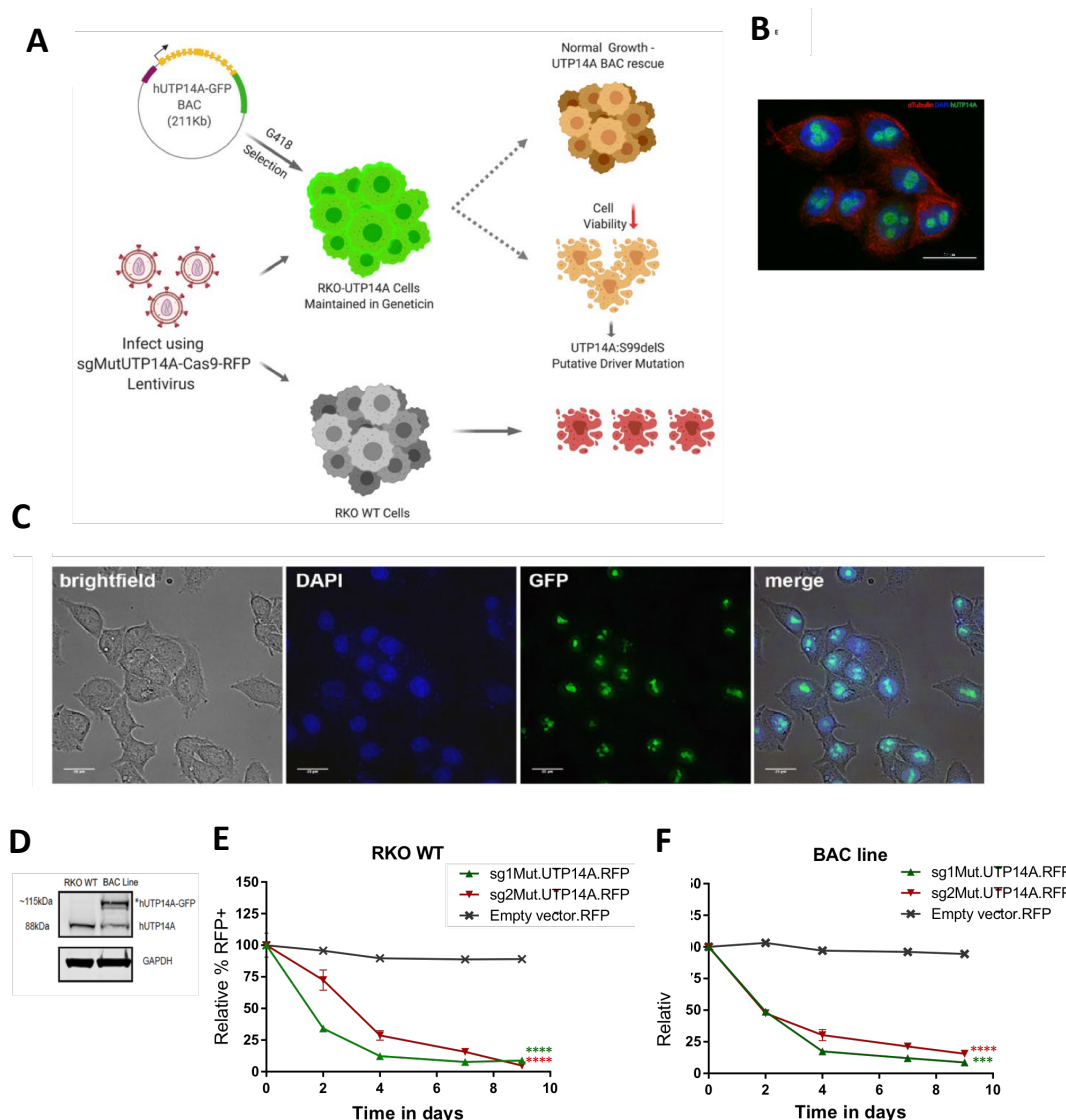 A
hUTP14A-GFP
BAC
(211Kb)
G418
Selection
Normal Growth -
UTP14A BAC rescue
RKO-UTP14A Cells
Maintained in Geneticin
Cell
Viability
Infect using
sgMutUTP14A-Cas9-RFP
Lentivirus
UTP14A:S99delS
Putative Driver Mutation
RKO WT Cells
B
E
αTubulin DAPI hUTP14A
C
brightfield
DAPI
GFP
merge
D
RKO WT BAC Line
~115kDa
*hUTP14A-GFP
88kDa
hUTP14A
GAPDH
E
RKO WT
sg1Mut.UTP14A.RFP
sg2Mut.UTP14A.RFP
Empty vector.RFP
Relative % RFP+
150
125
100
75
50
25
0
0 2 4 6 8 10
****
****
Time in days
F
BAC line
sg1Mut.UTP14A.RFP
sg2Mut.UTP14A.RF
Empty vector.RFP
Relativ
50
25
0
0 2 4 6 8 10
****
***
Time in days